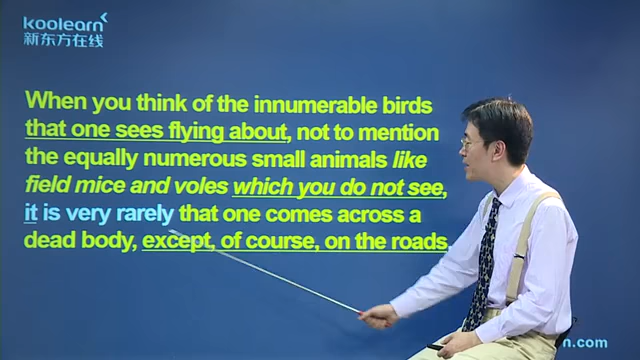 koolearn
新东方在线
When you think of the innumerable birds
that one sees flying about, not to mention
the equally numerous small animals like
field mice and voles which you do not see,
it is very rarely that one comes across a
dead body, except, of course, on the roads.
n.com